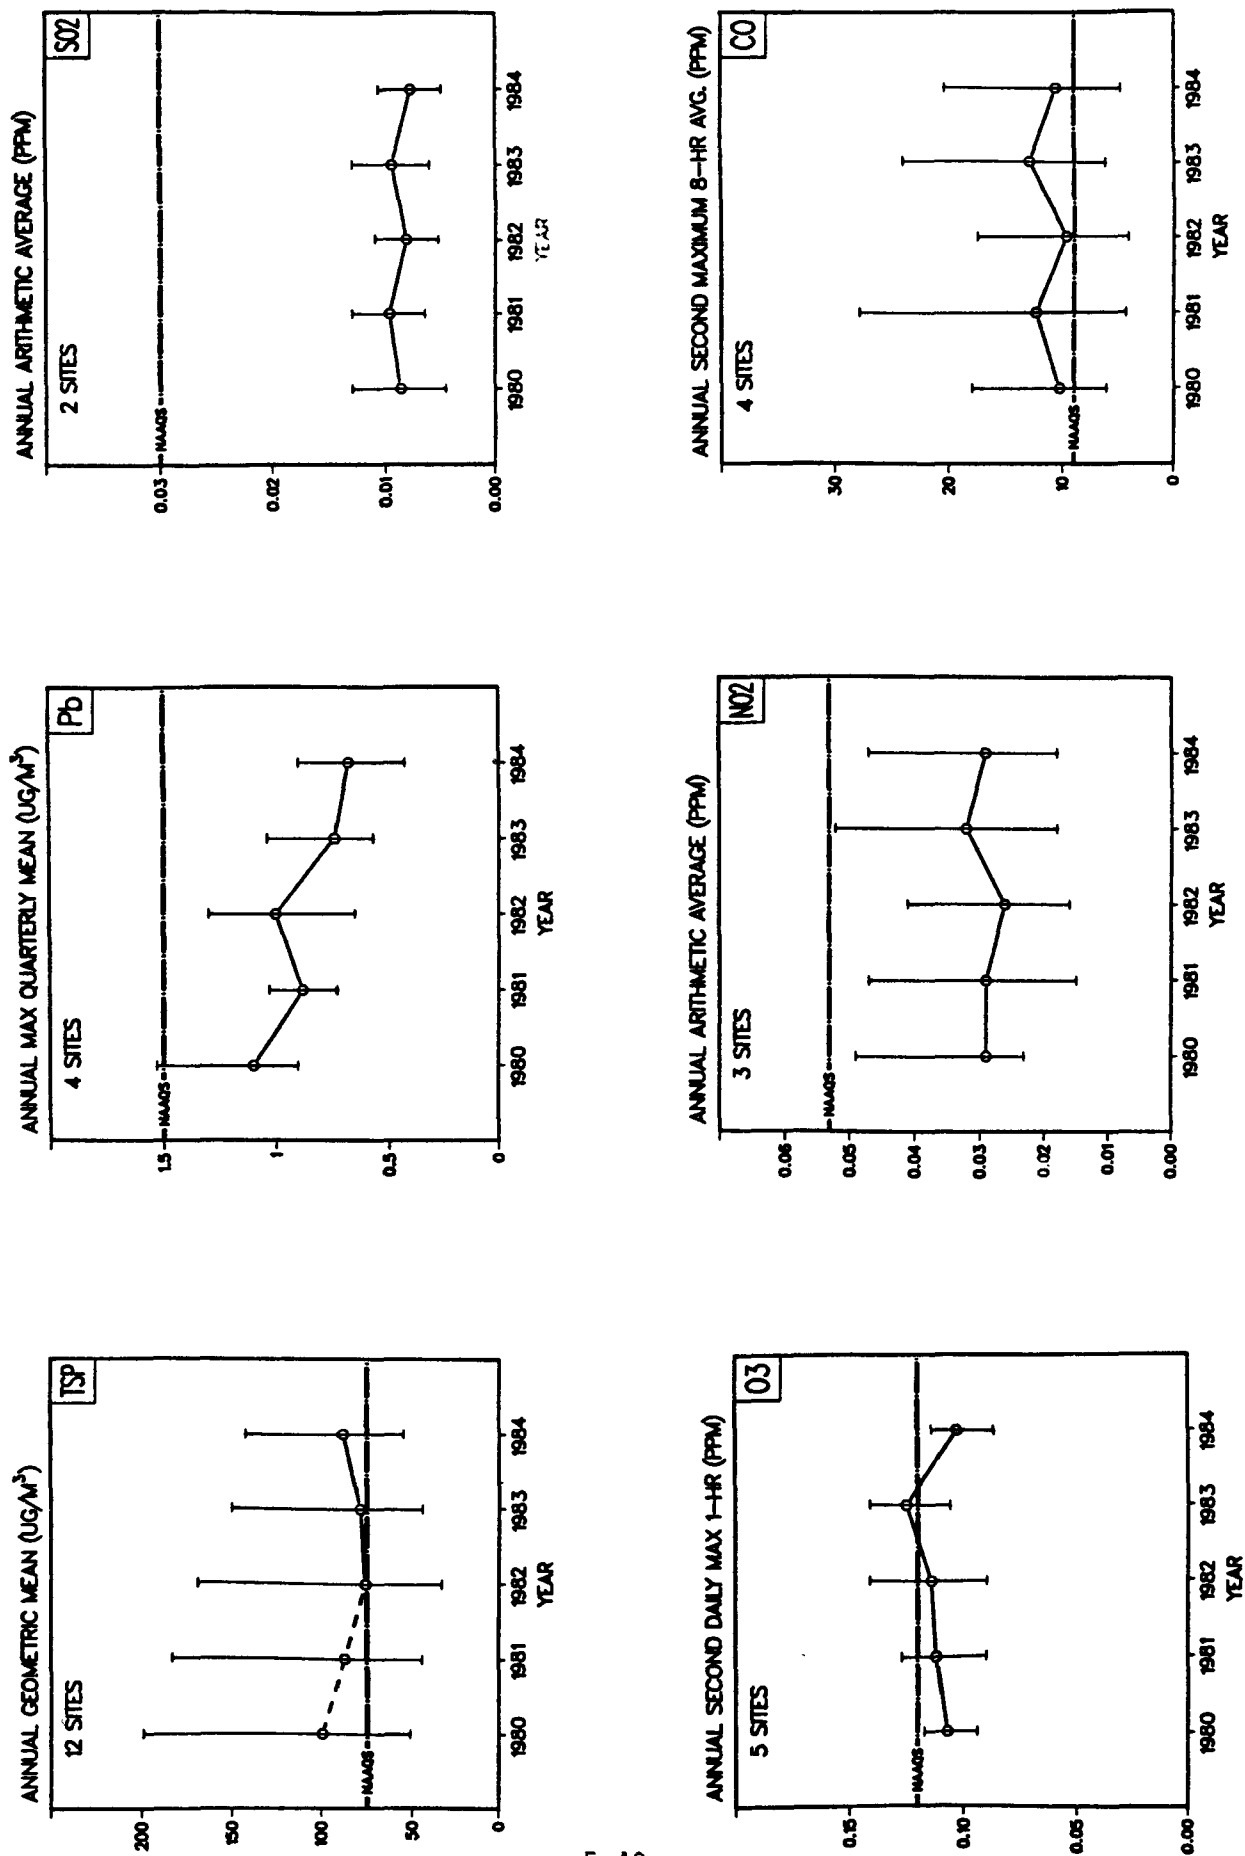 ANNUAL GEOMETRIC MEAN (UG/M³)
12 SITES
TSP
200
150
100
50
0
NAAQS
1980 1981 1982 1983 1984
YEAR
ANNUAL MAX QUARTERLY MEAN (UG/M³)
4 SITES
Pb
1.5
1
0.5
0
NAAQS
1980 1981 1982 1983 1984
YEAR
ANNUAL ARITHMETIC AVERAGE (PPM)
2 SITES
SO2
0.03
0.02
0.01
0.00
NAAQS
1980 1981 1982 1983 1984
YEAR
ANNUAL SECOND DAILY MAX 1-HR (PPM)
5 SITES
O3
0.15
0.10
0.05
0.00
NAAQS
1980 1981 1982 1983 1984
YEAR
ANNUAL ARITHMETIC AVERAGE (PPM)
3 SITES
NO2
0.06
0.05
0.04
0.03
0.02
0.01
0.00
NAAQS
1980 1981 1982 1983 1984
YEAR
ANNUAL SECOND MAXIMUM 8-HR AVG. (PPM)
4 SITES
CO
30
20
10
0
NAAQS
1980 1981 1982 1983 1984
YEAR